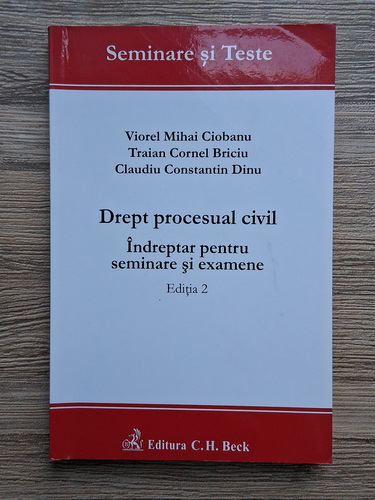 Seminare și Teste
Viorel Mihai Ciobanu
Traian Cornel Briciu
Claudiu Constantin Dinu
Drept procesual civil
Îndreptar pentru
seminare şi examene
Ediţia 2
Editura C.H. Beck